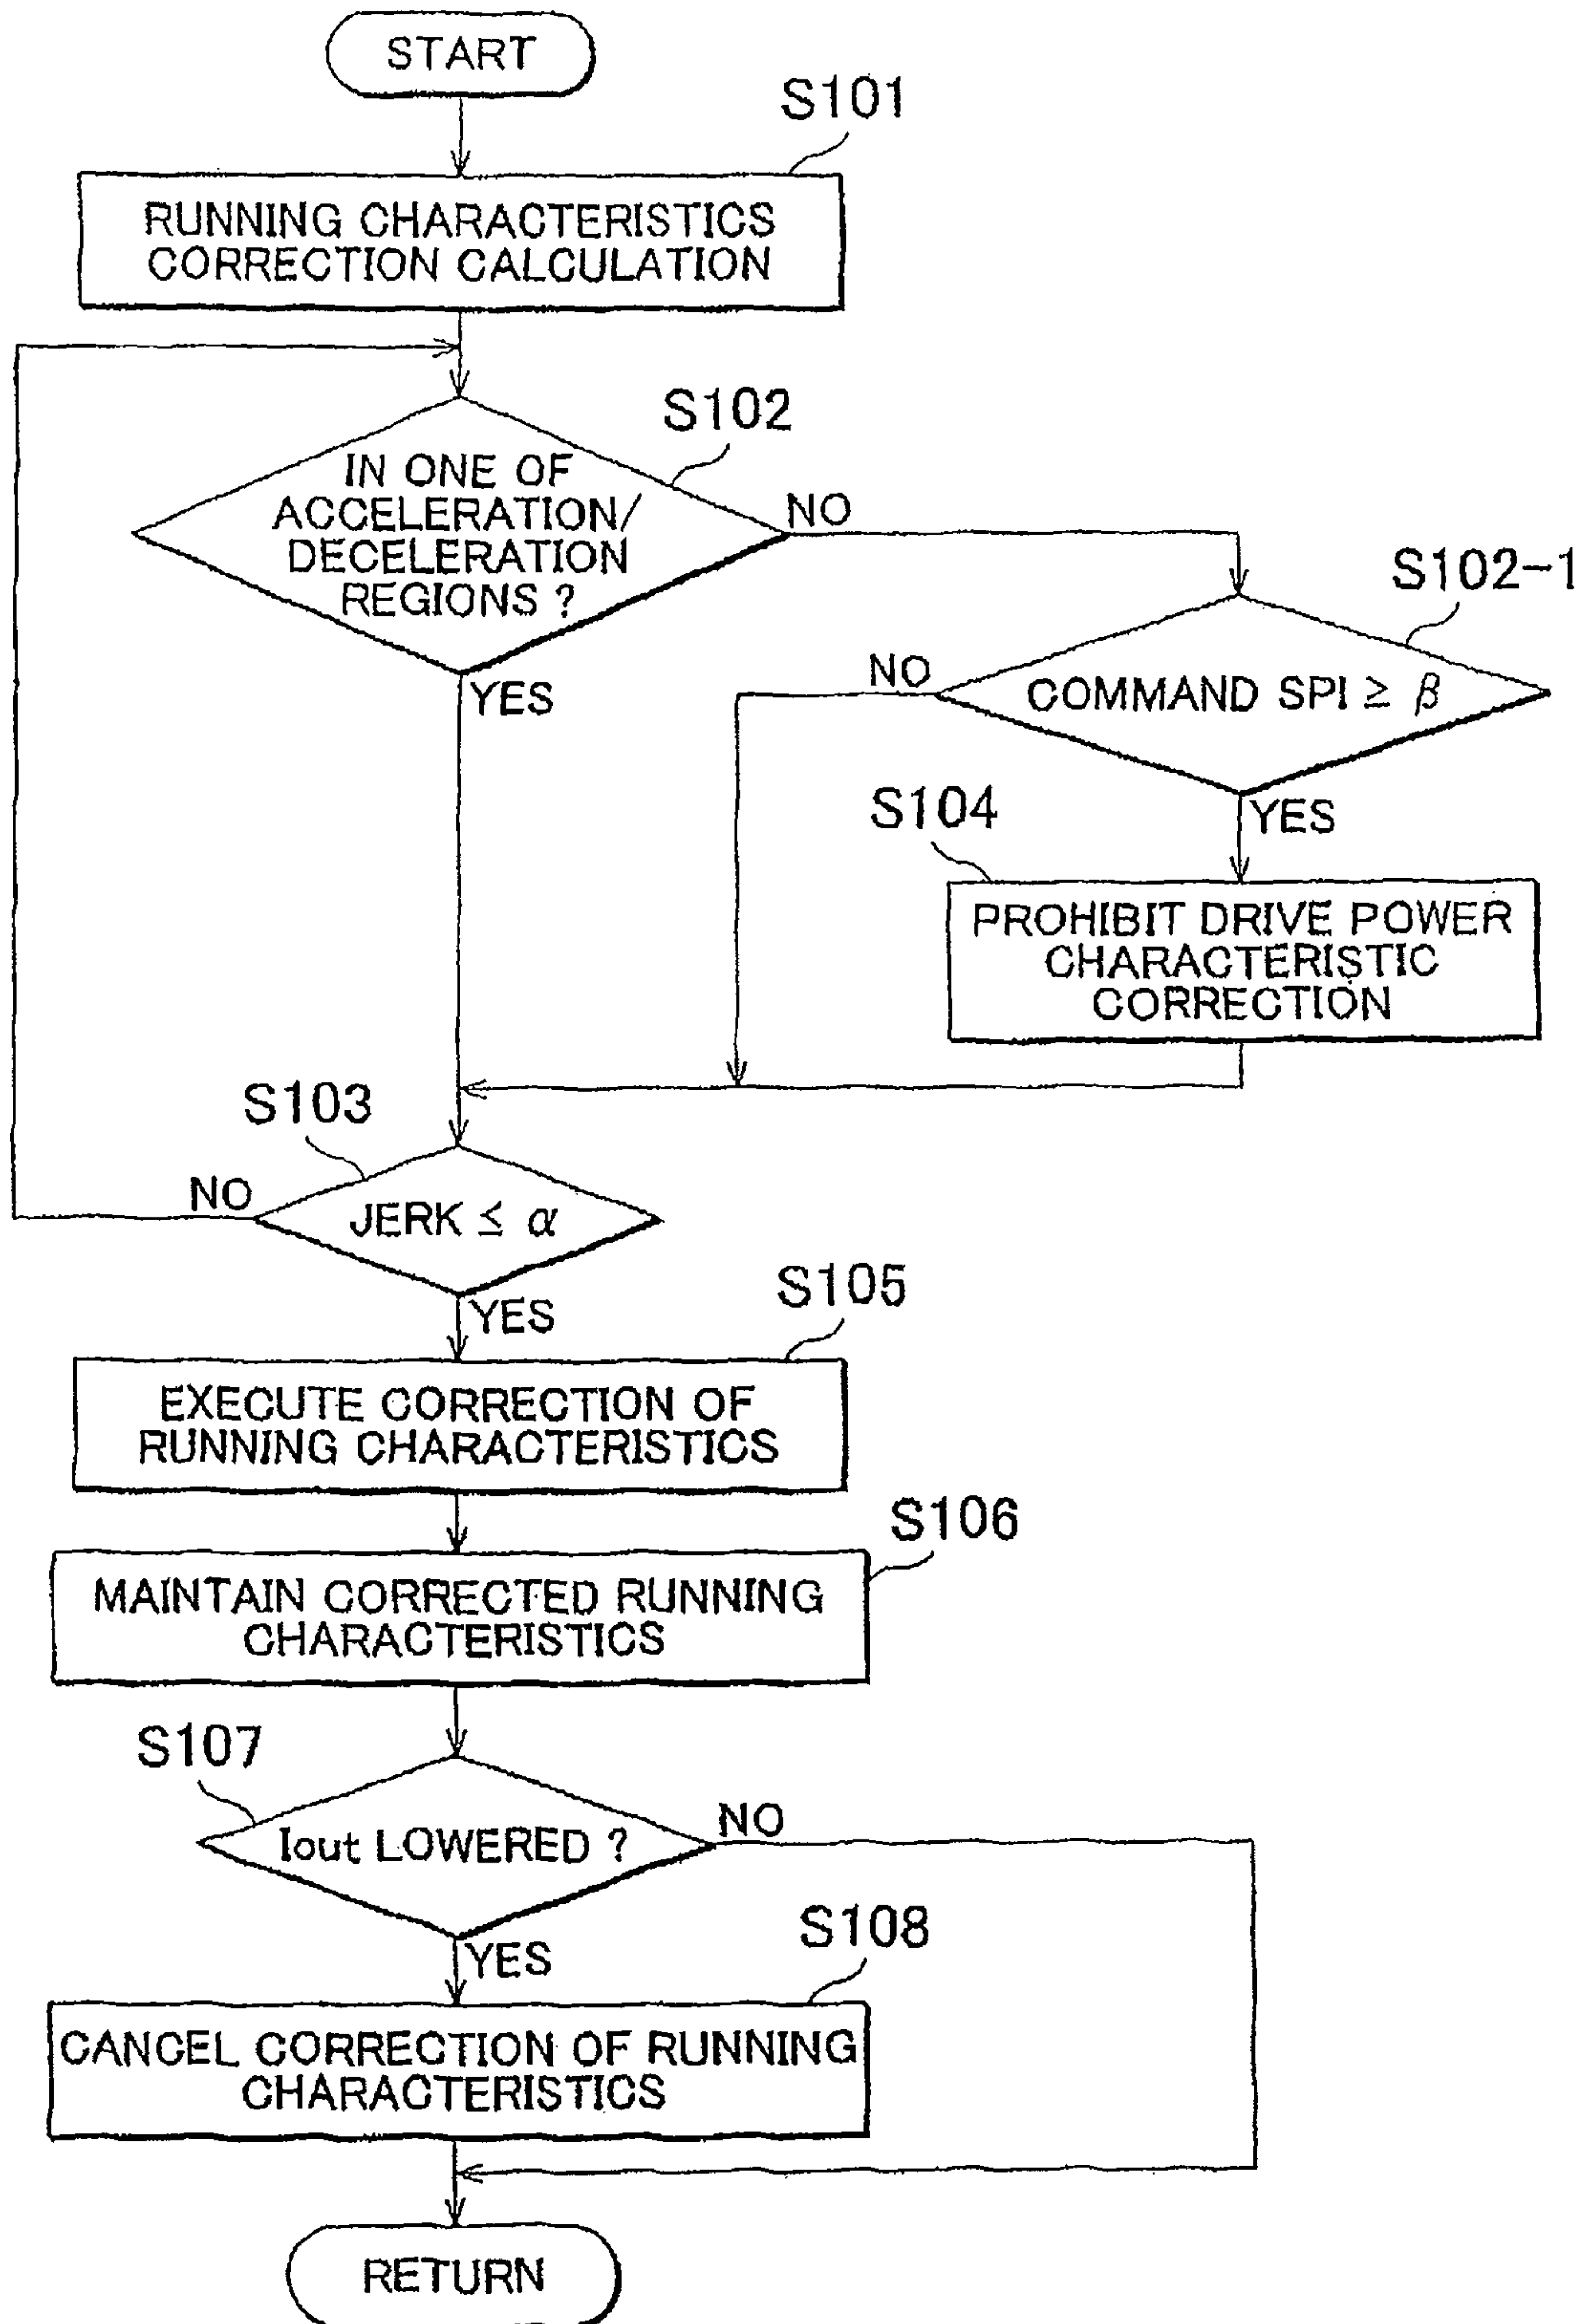 START
S101
RUNNING CHARACTERISTICS
CORRECTION CALCULATION
S102
IN ONE OF
ACCELERATION/
DECELERATION
REGIONS ?
NO
YES
S102-1
COMMAND SPI ≥ β
NO
YES
S104
PROHIBIT DRIVE POWER
CHARACTERISTIC
CORRECTION
S103
JERK ≤ α
NO
YES
S105
EXECUTE CORRECTION OF
RUNNING CHARACTERISTICS
S106
MAINTAIN CORRECTED RUNNING
CHARACTERISTICS
S107
Iout LOWERED ?
NO
YES
S108
CANCEL CORRECTION OF RUNNING
CHARACTERISTICS
RETURN